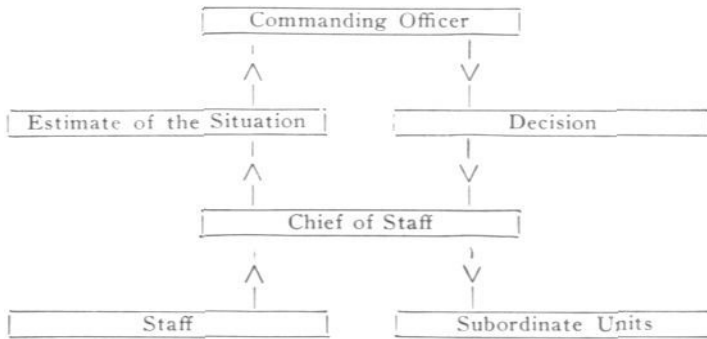 Commanding Officer
Estimate of the Situation
Decision
Chief of Staff
Staff
Subordinate Units